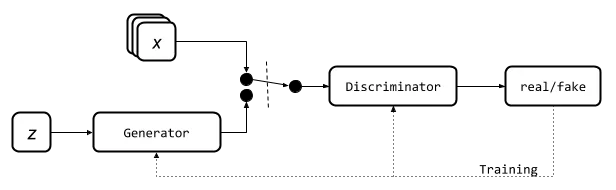 x
Discriminator
real/fake
z
Generator
Training